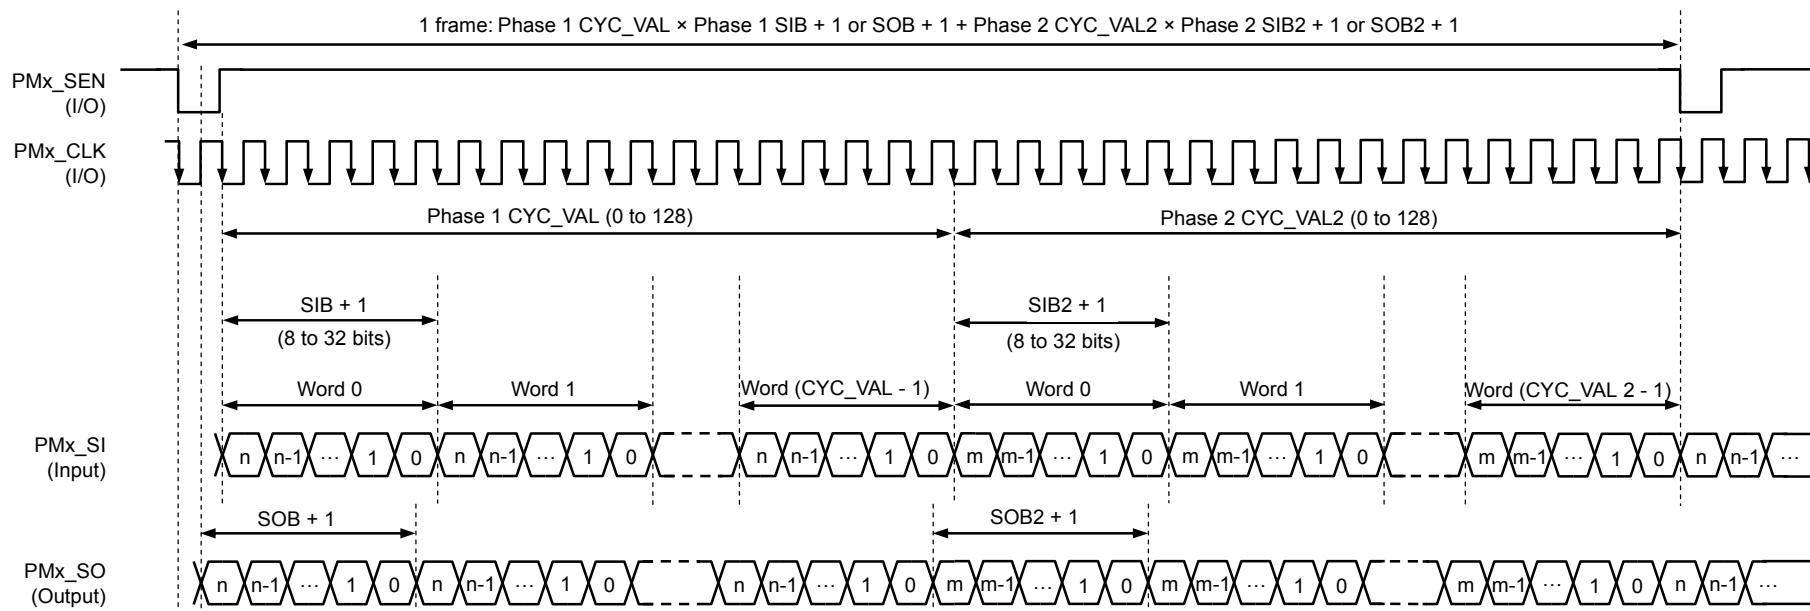 1 frame: Phase 1 CYC_VAL × Phase 1 SIB + 1 or SOB + 1 + Phase 2 CYC_VAL2 × Phase 2 SIB2 + 1 or SOB2 + 1
PMx_SEN
(I/O)
PMx_CLK
(I/O)
Phase 1 CYC_VAL (0 to 128)
Phase 2 CYC_VAL2 (0 to 128)
SIB + 1
(8 to 32 bits)
SIB2 + 1
(8 to 32 bits)
Word 0
Word 1
Word (CYC_VAL - 1)
Word 0
Word 1
Word (CYC_VAL 2 - 1)
PMx_SI
(Input)
n n-1 ... 1 0 n n-1 ... 1 0 n n-1 ... 1 0 m m-1 ... 1 0 m m-1 ... 1 0 m m-1 ... 1 0 n n-1 ...
SOB + 1
SOB2 + 1
PMx_SO
(Output)
n n-1 ... 1 0 n n-1 ... 1 0 n n-1 ... 1 0 m m-1 ... 1 0 m m-1 ... 1 0 m m-1 ... 1 0 n n-1 ...